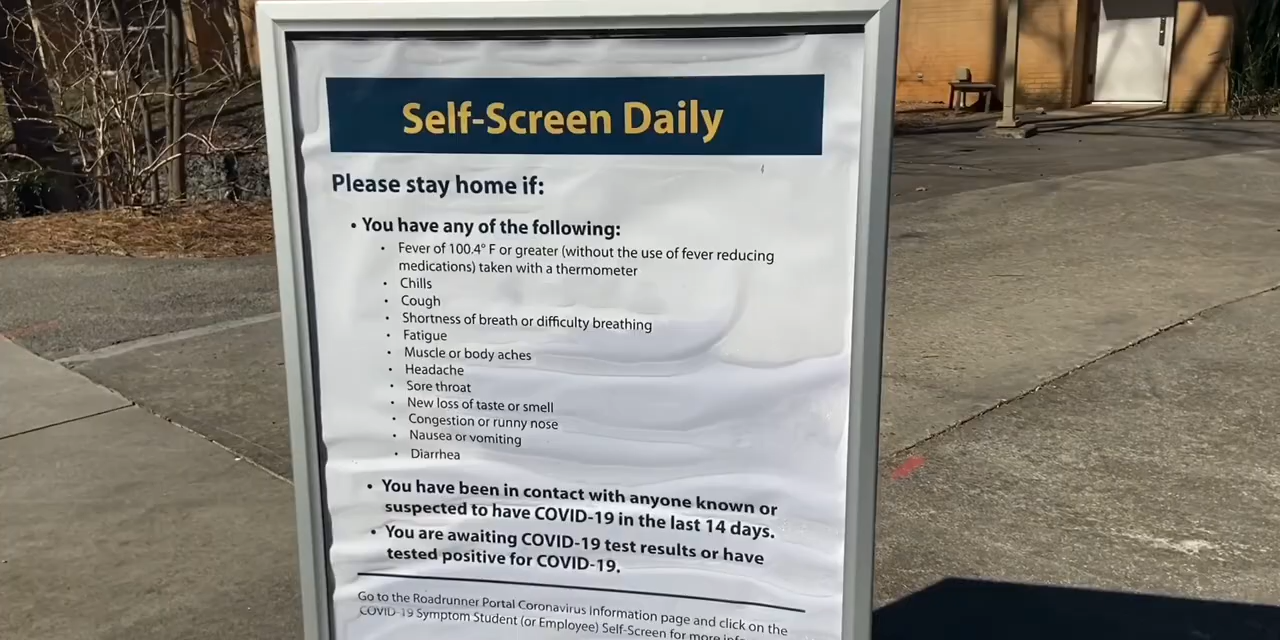 Self-Screen Daily
Please stay home if:
• You have any of the following:
• Fever of 100.4° F or greater (without the use of fever reducing
medications) taken with a thermometer
• Chills
• Cough
• Shortness of breath or difficulty breathing
• Fatigue
• Muscle or body aches
• Headache
• Sore throat
• New loss of taste or smell
• Congestion or runny nose
• Nausea or vomiting
• Diarrhea
• You have been in contact with anyone known or
suspected to have COVID-19 in the last 14 days.
• You are awaiting COVID-19 test results or have
tested positive for COVID-19.
Go to the Roadrunner Portal Coronavirus Information page and click on the
COVID-19 Symptom Student (or Employee) Self-Screen for more